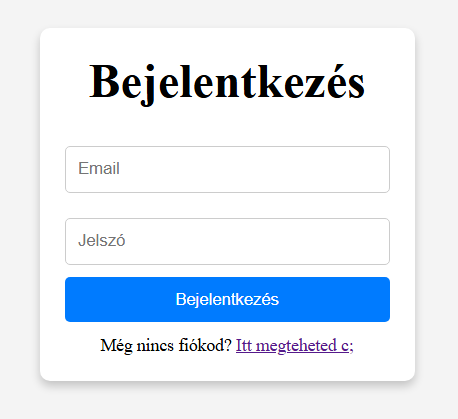 Bejelentkezés
Email
Jelszó
Bejelentkezés
Még nincs fiókod? Itt megteheted c;